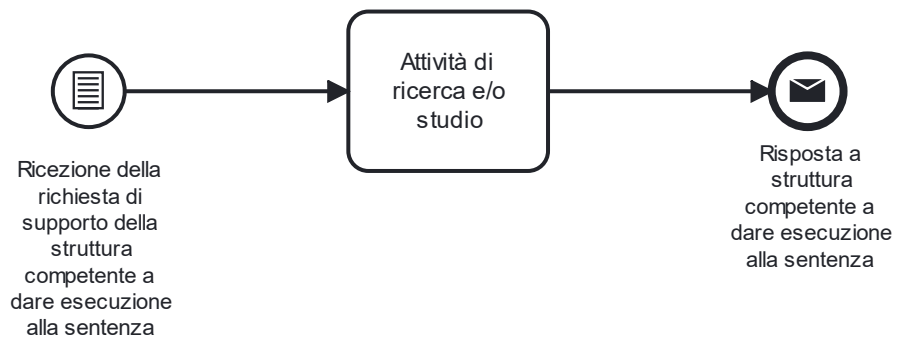 Attività di
ricerca e/o
studio
Ricezione della
richiesta di
supporto della
struttura
competente a
dare esecuzione
alla sentenza
Risposta a
struttura
competente a
dare esecuzione
alla sentenza